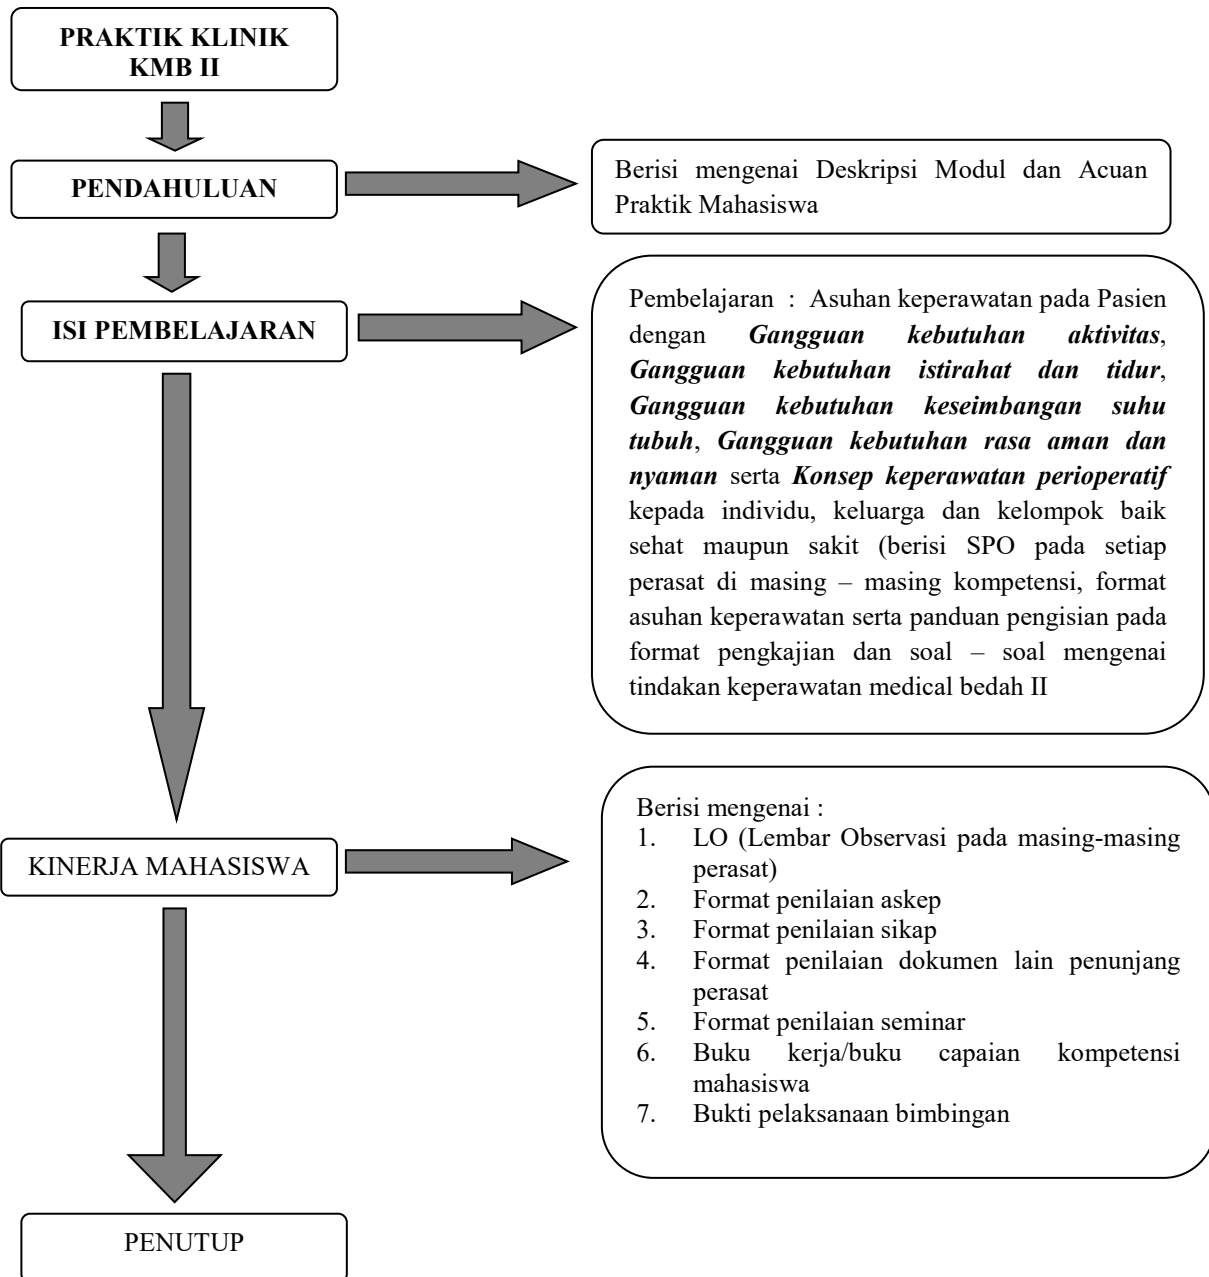 PRAKTIK KLINIK
KMB II
PENDAHULUAN
Berisi mengenai Deskripsi Modul dan Acuan
Praktik Mahasiswa
ISI PEMBELAJARAN
Pembelajaran : Asuhan keperawatan pada Pasien
dengan Gangguan kebutuhan aktivitas,
Gangguan kebutuhan istirahat dan tidur,
Gangguan kebutuhan keseimbangan suhu
tubuh, Gangguan kebutuhan rasa aman dan
nyaman serta Konsep keperawatan perioperatif
kepada individu, keluarga dan kelompok baik
sehat maupun sakit (berisi SPO pada setiap
perasat di masing – masing kompetensi, format
asuhan keperawatan serta panduan pengisian pada
format pengkajian dan soal – soal mengenai
tindakan keperawatan medical bedah II
KINERJA MAHASISWA
Berisi mengenai :
1. LO (Lembar Observasi pada masing-masing
perasat)
2. Format penilaian askep
3. Format penilaian sikap
4. Format penilaian dokumen lain penunjang
perasat
5. Format penilaian seminar
6. Buku kerja/buku capaian kompetensi
mahasiswa
7. Bukti pelaksanaan bimbingan
PENUTUP